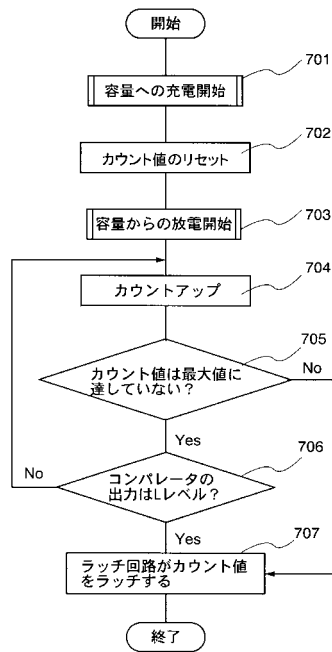 開始
701
容量への充電開始
702
カウント値のリセット
703
容量からの放電開始
704
カウントアップ
705
カウント値は最大値に
達していない？
No
Yes
706
No
コンパレータの
出力はLレベル？
Yes
707
ラッチ回路がカウント値
をラッチする
終了